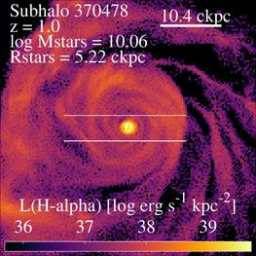 Subhalo 370478
10.4 ckpc
z = 1.0
log Mstars = 10.06
Rstars = 5.22 ckpc
L(H-alpha) [log erg s⁻¹ kpc⁻²]
36 37 38 39